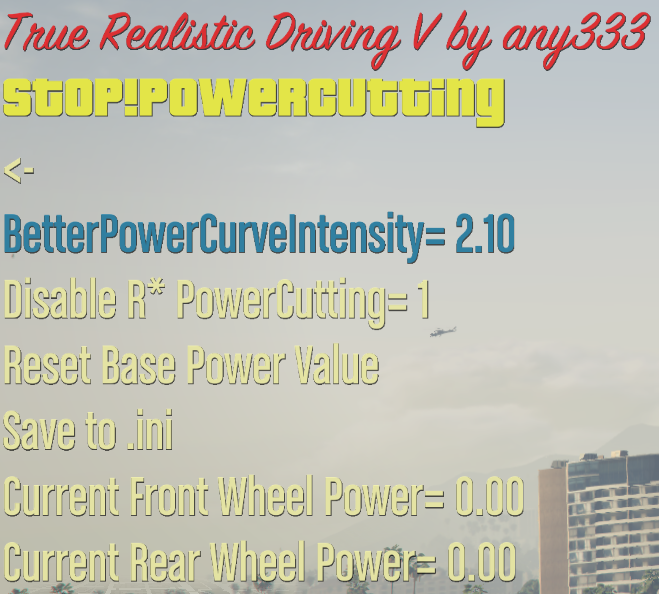 True Realistic Driving V by any333
STOP!POWERCUTTING
<-
BetterPowerCurveIntensity= 2.10
Disable R* PowerCutting= 1
Reset Base Power Value
Save to .ini
Current Front Wheel Power= 0.00
Current Rear Wheel Power= 0.00